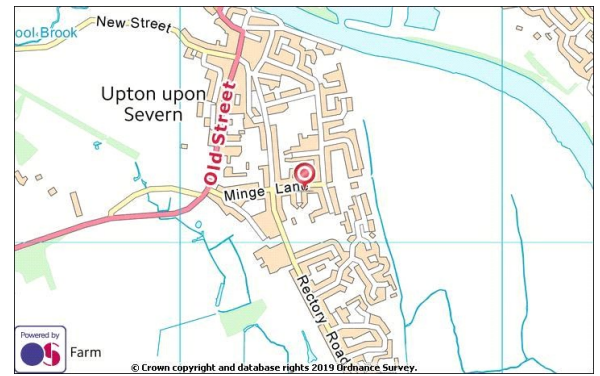 ool Brook
New Street
Upton upon
Severn
Old Street
Minge Lane
Rectory Road
Powered by
OS
Farm
© Crown copyright and database rights 2019 Ordnance Survey.